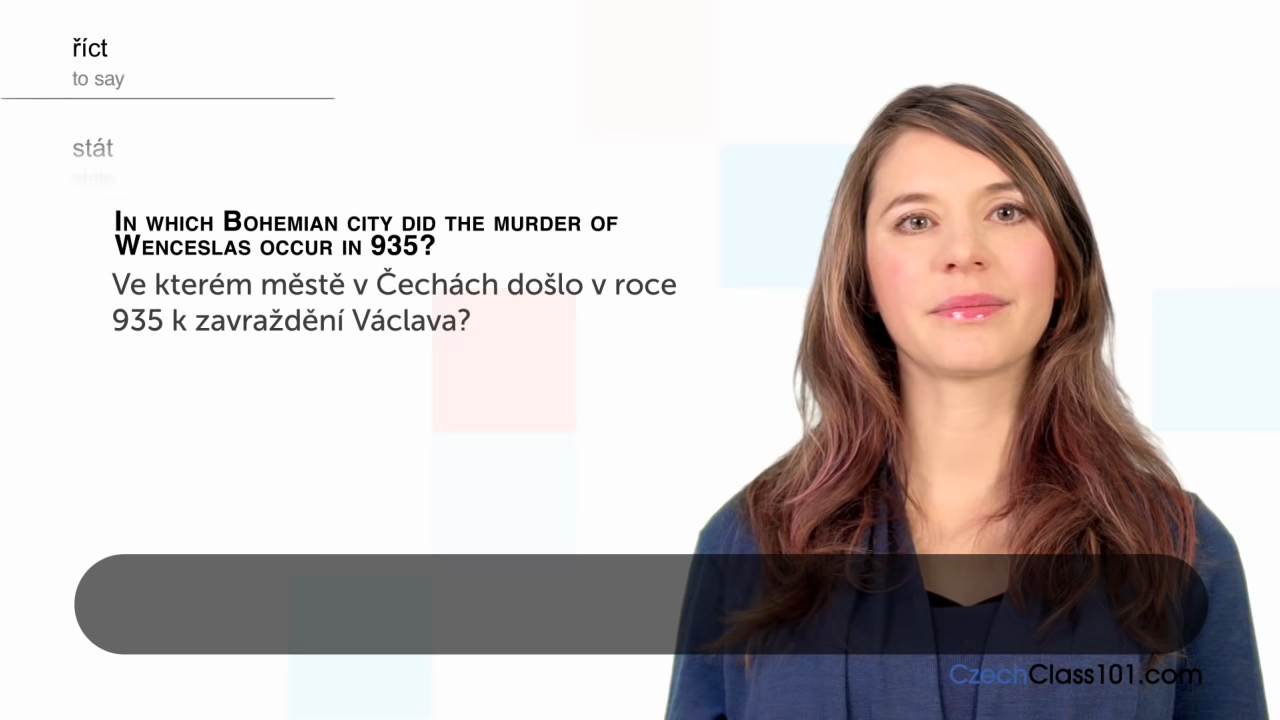 říct
to say
stát
state
In which Bohemian city did the murder of
Wenceslas occur in 935?
Ve kterém městě v Čechách došlo v roce
935 k zavraždění Václava?
CzechClass101.com